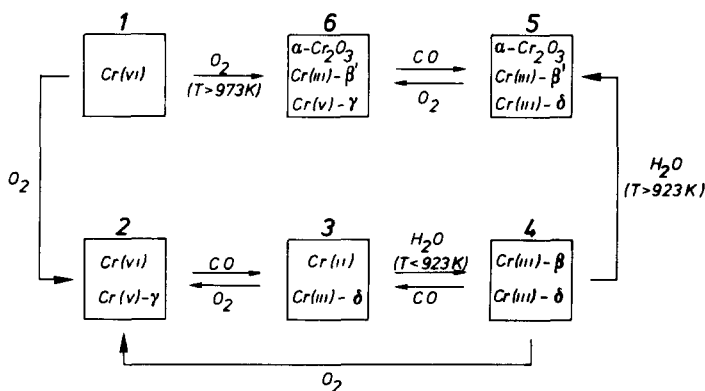 1
6
5
Cr(VI)
O2
(T>973K)
α-Cr2O3
Cr(III)-β'
Cr(V)-γ
CO
O2
α-Cr2O3
Cr(III)-β'
Cr(III)-δ
O2
H2O
(T>923K)
2
3
4
Cr(VI)
Cr(V)-γ
CO
O2
Cr(II)
Cr(III)-δ
H2O
(T<923K)
CO
Cr(III)-β
Cr(III)-δ
O2